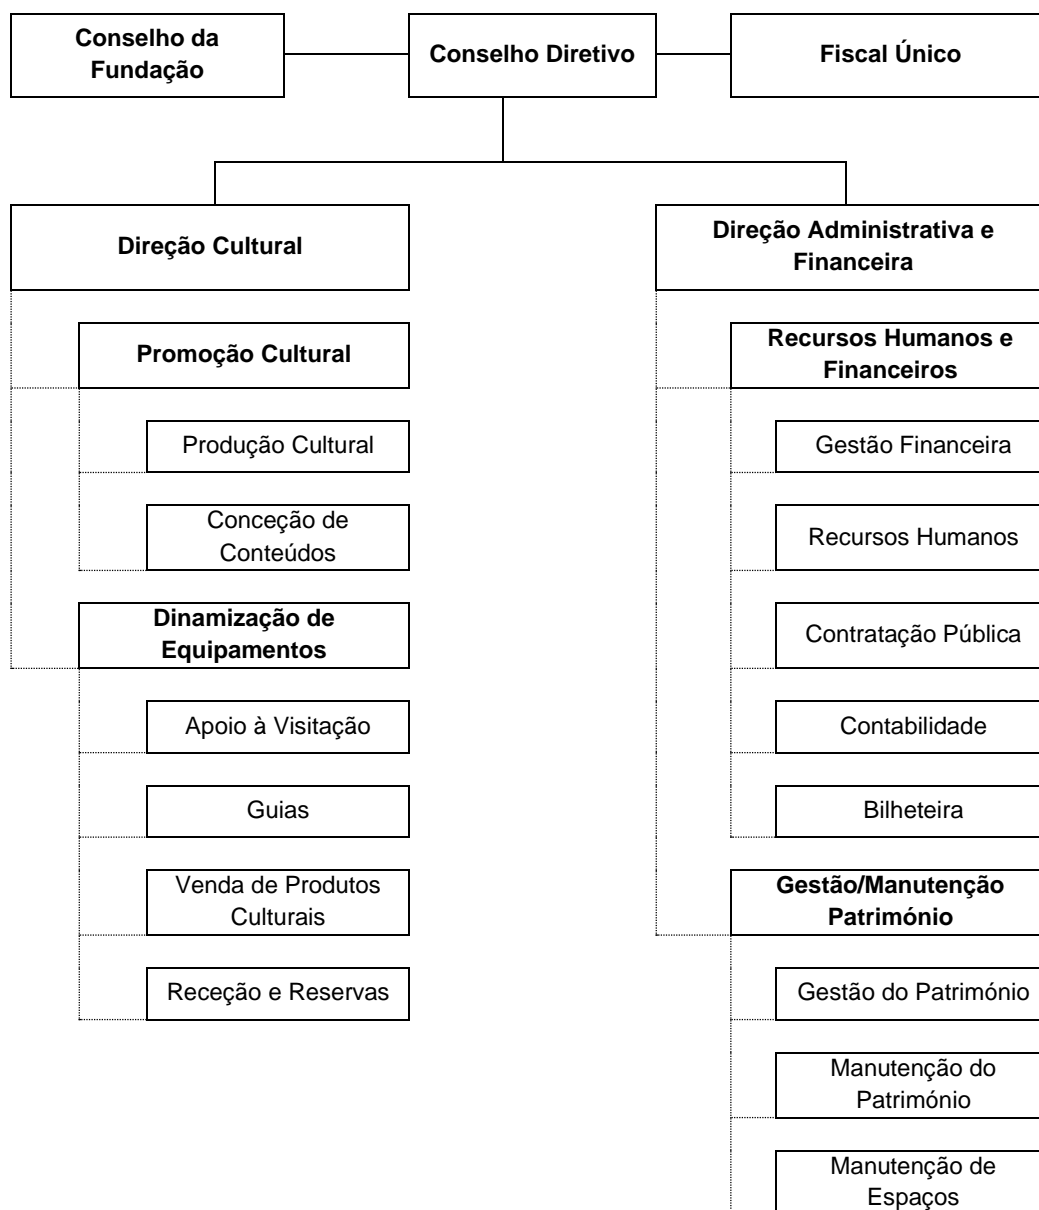 Conselho da
Fundação
Conselho Diretivo
Fiscal Único
Direção Cultural
Promoção Cultural
Produção Cultural
Conceção de
Conteúdos
Dinamização de
Equipamentos
Apoio à Visitação
Guias
Venda de Produtos
Culturais
Receção e Reservas
Direção Administrativa e
Financeira
Recursos Humanos e
Financeiros
Gestão Financeira
Recursos Humanos
Contratação Pública
Contabilidade
Bilheteira
Gestão/Manutenção
Património
Gestão do Património
Manutenção do
Património
Manutenção de
Espaços